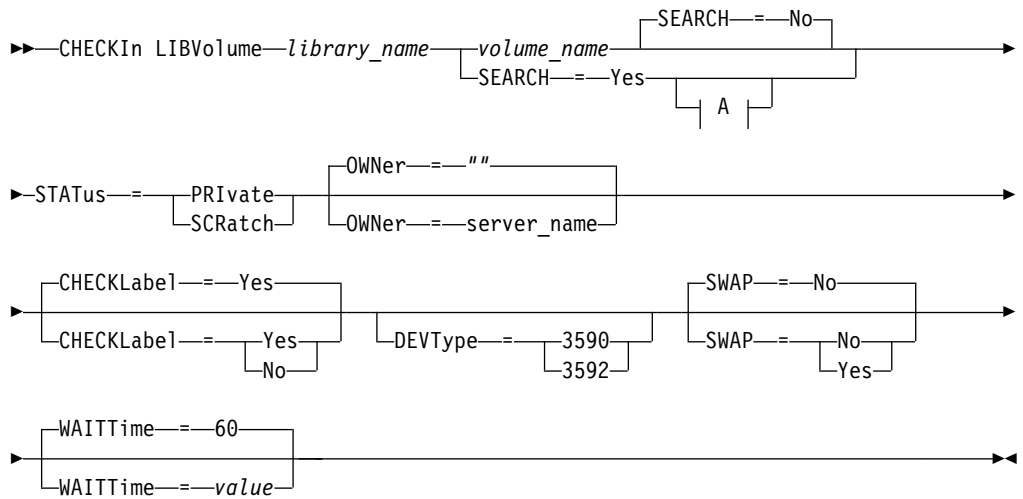 SEARCH = No
CHECKIn LIBVolume library_name volume_name
SEARCH = Yes
A
OWNer = ""
STATus = PRIvate
SCRatch OWNer = server_name
CHECKLabel = Yes SWAP = No
CHECKLabel = Yes DEVType = 3590 SWAP = No
No 3592 Yes
WAITTime = 60
WAITTime = value